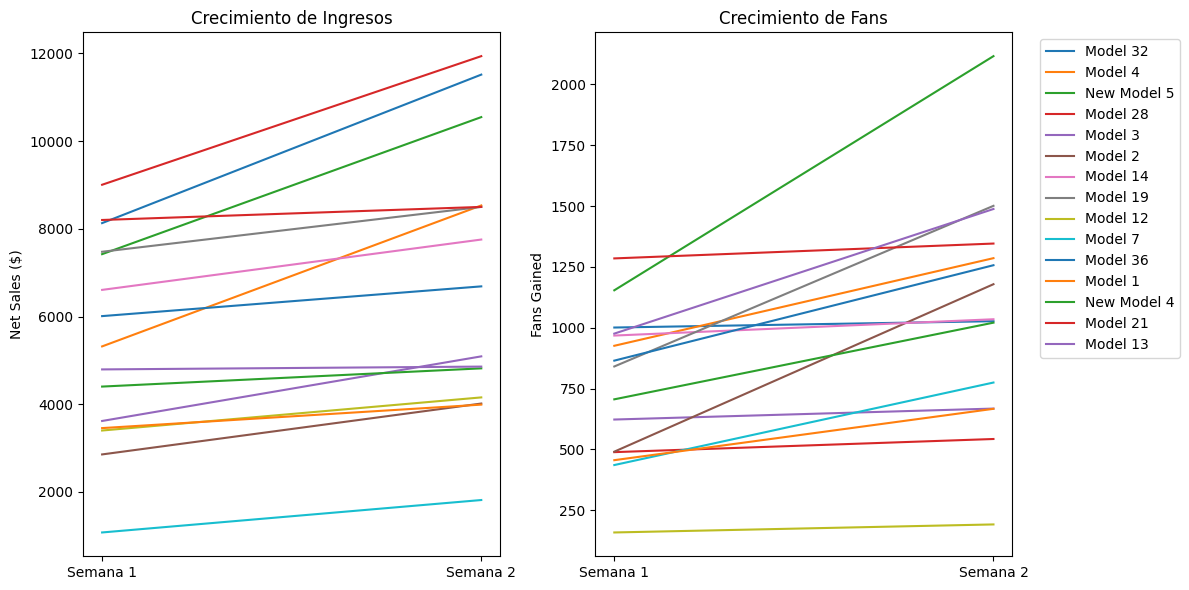 Crecimiento de Ingresos
Net Sales ($)
12000
10000
8000
6000
4000
2000
Semana 1
Semana 2
Crecimiento de Fans
Fans Gained
2000
1750
1500
1250
1000
750
500
250
Semana 1
Semana 2
Model 32
Model 4
New Model 5
Model 28
Model 3
Model 2
Model 14
Model 19
Model 12
Model 7
Model 36
Model 1
New Model 4
Model 21
Model 13